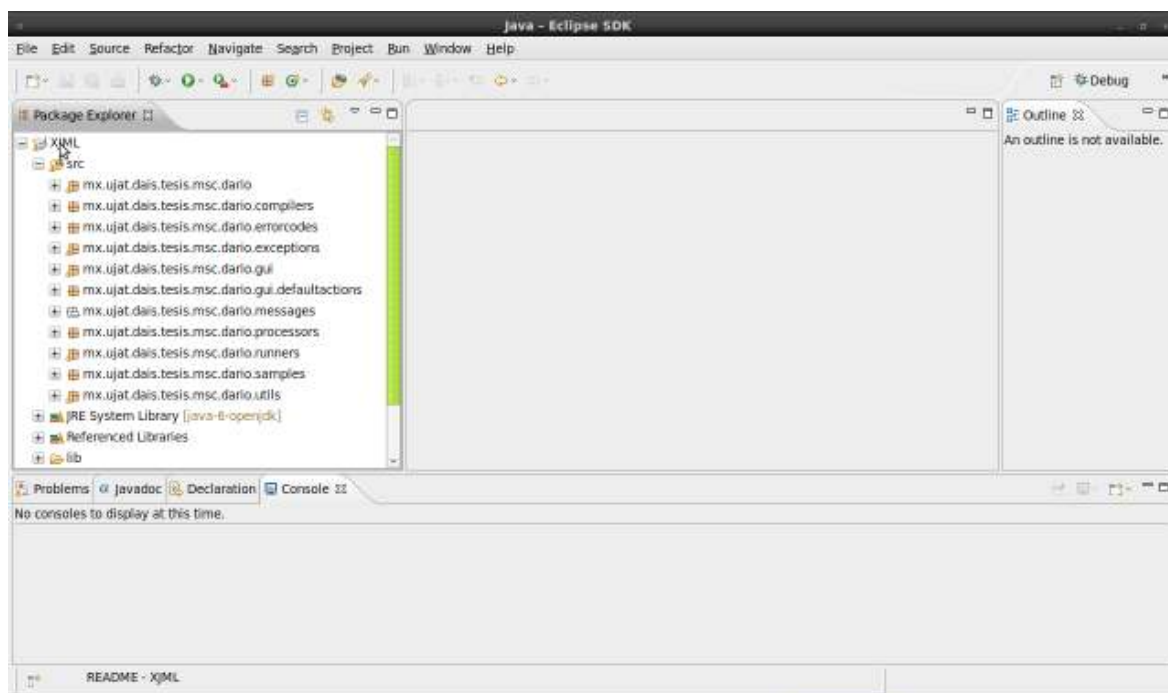 Java - Eclipse SDK
File Edit Source Refactor Navigate Search Project Run Window Help
Debug
Package Explorer
Outline
XJML
An outline is not available.
src
mx.ujat.dais.tesis.msc.dario
mx.ujat.dais.tesis.msc.dario.compilers
mx.ujat.dais.tesis.msc.dario.errorcodes
mx.ujat.dais.tesis.msc.dario.exceptions
mx.ujat.dais.tesis.msc.dario.gui
mx.ujat.dais.tesis.msc.dario.gui.defaultactions
mx.ujat.dais.tesis.msc.dario.messages
mx.ujat.dais.tesis.msc.dario.processors
mx.ujat.dais.tesis.msc.dario.runners
mx.ujat.dais.tesis.msc.dario.samples
mx.ujat.dais.tesis.msc.dario.utils
JRE System Library [java-6-openjdk]
Referenced Libraries
lib
Problems @ Javadoc Declaration Console
No consoles to display at this time.
README - XJML